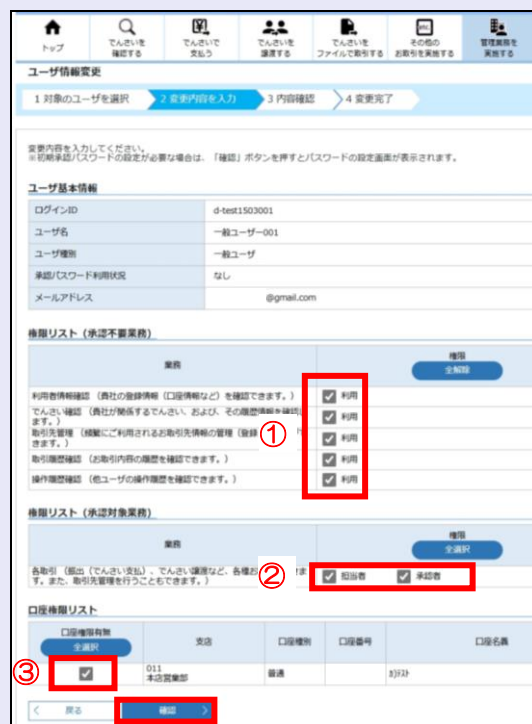 トップ
でんさいを
確認する
でんさいで
支払う
でんさいを
譲渡する
でんさいを
ファイルで取引する
その他の
お取引を実施する
管理業務を
実施する
ユーザ情報変更
1 対象のユーザを選択
2 変更内容を入力
3 内容確認
4 変更完了
変更内容を入力してください。
※初期承認パスワードの設定が必要な場合は、「確認」ボタンを押すとパスワードの設定画面が表示されます。
ユーザ基本情報
ログインID d-test1503001
ユーザ名 一般ユーザー001
ユーザ種別 一般ユーザ
承認パスワード利用状況 なし
メールアドレス @gmail.com
権限リスト（承認不要業務）
業務
権限
全解除
利用者情報確認 （貴社の登録情報（口座情報など）を確認できます。） 利用
でんさい確認 （貴社が関係するでんさい、および、その履歴情報を確認
ます。） 利用
①
取引先管理 （頻繁にご利用されるお取引先情報の管理（登録
きます。） 利用
取引履歴確認 （お取引内容の履歴を確認できます。） 利用
操作履歴確認 （他ユーザの操作履歴を確認できます。） 利用
権限リスト（承認対象業務）
業務
権限
全選択
各取引 （振出（でんさい支払）、でんさい譲渡など、各種お
す。また、取引先管理を行うこともできます。）
② 担当者 承認者
口座権限リスト
口座権限有無
全選択
支店 口座種別 口座番号 口座名義
③
011
本店営業部
普通
カ)テスト
戻る
確認